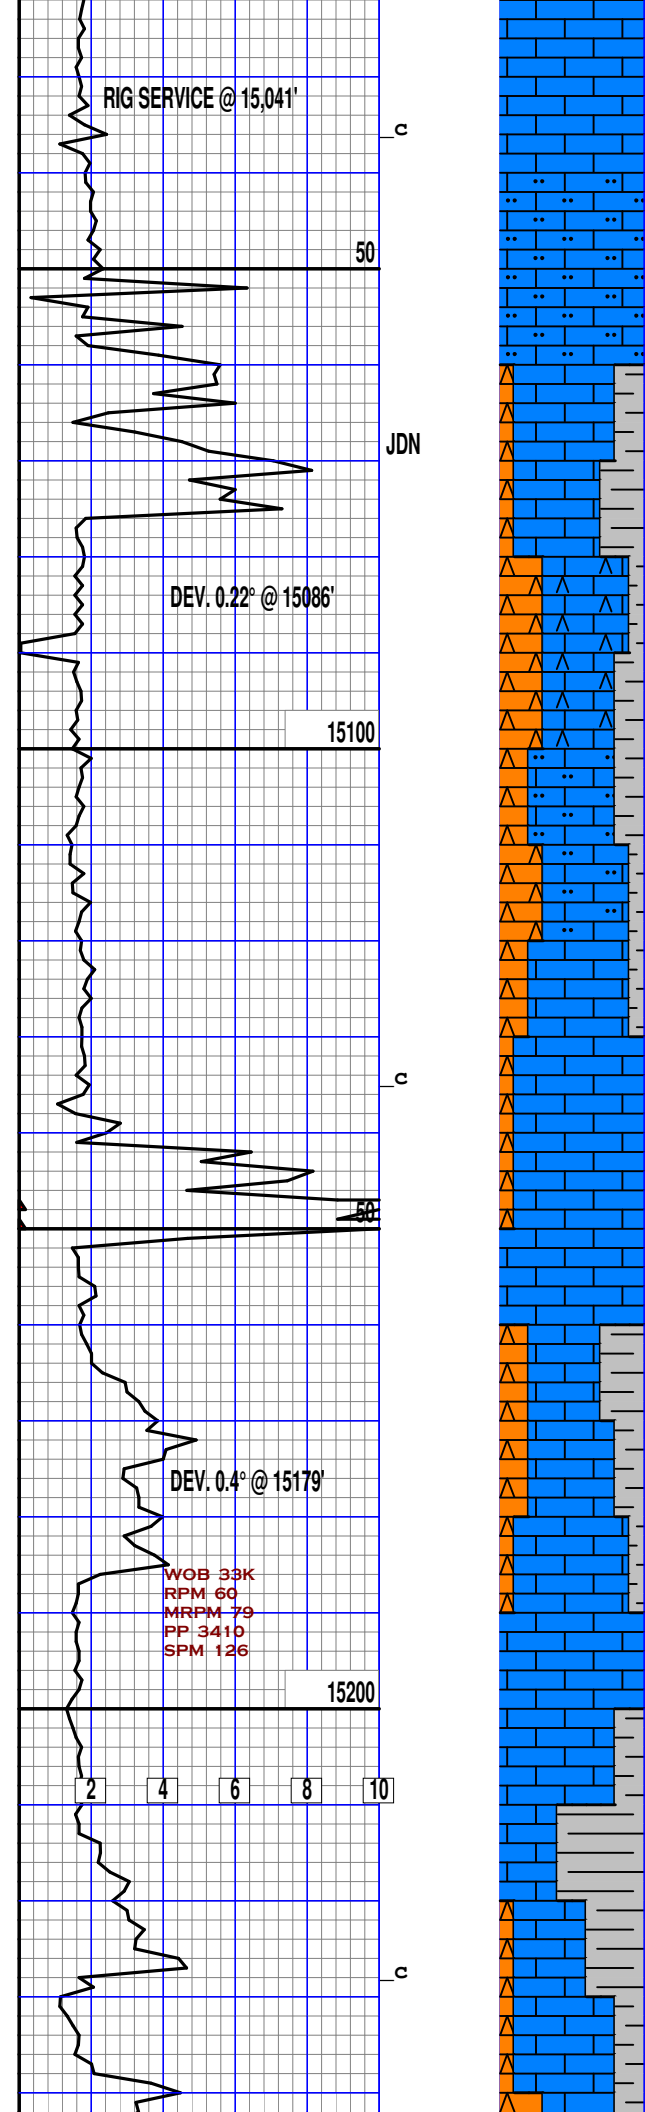 RIG SERVICE @ 15,041'
C
50
JDN
DEV. 0.22° @ 15086'
15100
C
50
DEV. 0.4° @ 15179'
WOB 33K
RPM 60
MRPM 79
PP 3410
SPM 126
15200
2 4 6 8 10
C